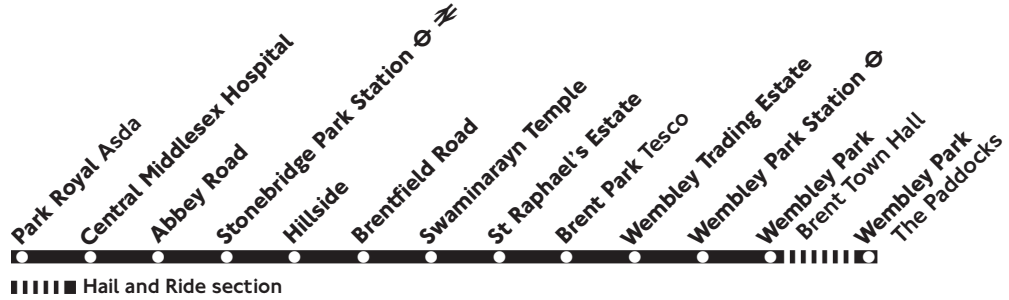 Park Royal Asda
Central Middlesex Hospital
Abbey Road
Stonebridge Park Station
Hillside
Brentfield Road
Swaminarayn Temple
St Raphael's Estate
Brent Park Tesco
Wembley Trading Estate
Wembley Park Station
Wembley Park
Brent Town Hall
Wembley Park
The Paddocks
Hail and Ride section